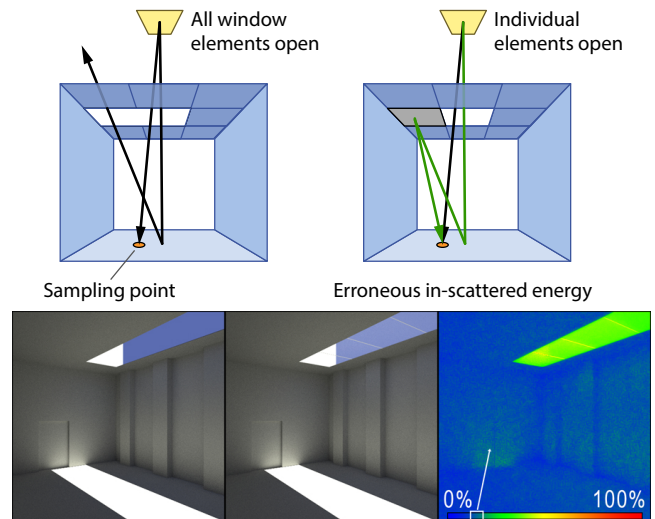 All window
elements open
Individual
elements open
Sampling point
Erroneous in-scattered energy
0%
100%